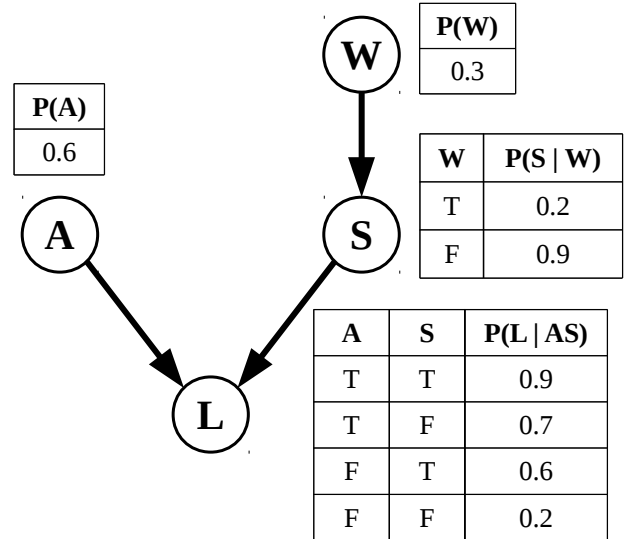 W
P(W)
0.3
P(A)
0.6
W P(S | W)
T 0.2
F 0.9
A
S
A S P(L | AS)
T T 0.9
T F 0.7
F T 0.6
F F 0.2
L